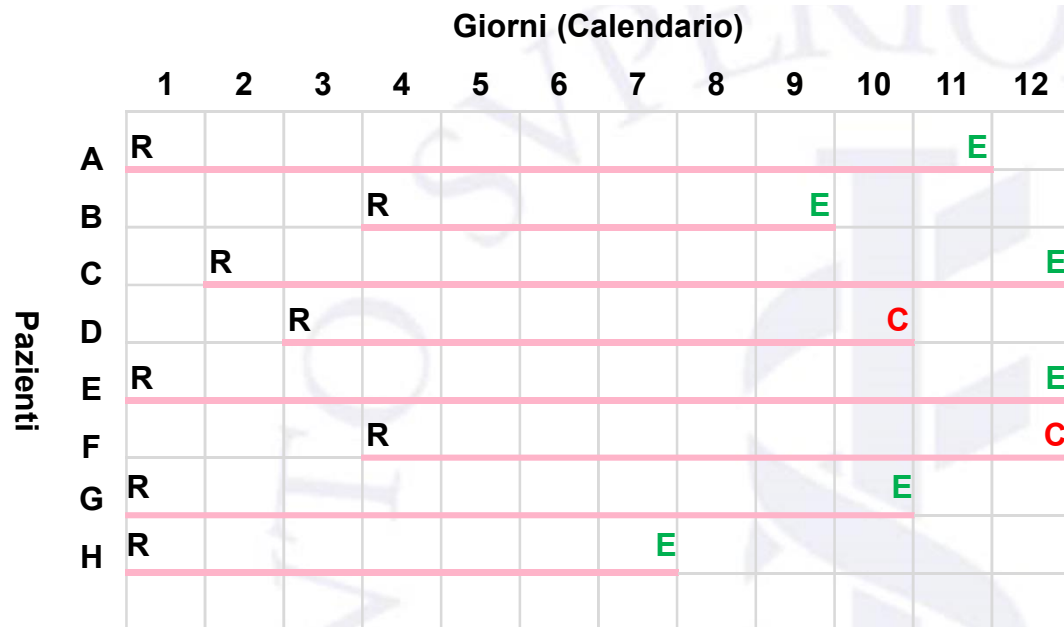 Giorni (Calendario)
1 2 3 4 5 6 7 8 9 10 11 12
Pazienti
A R E
B R E
C R E
D R C
E R E
F R C
G R E
H R E